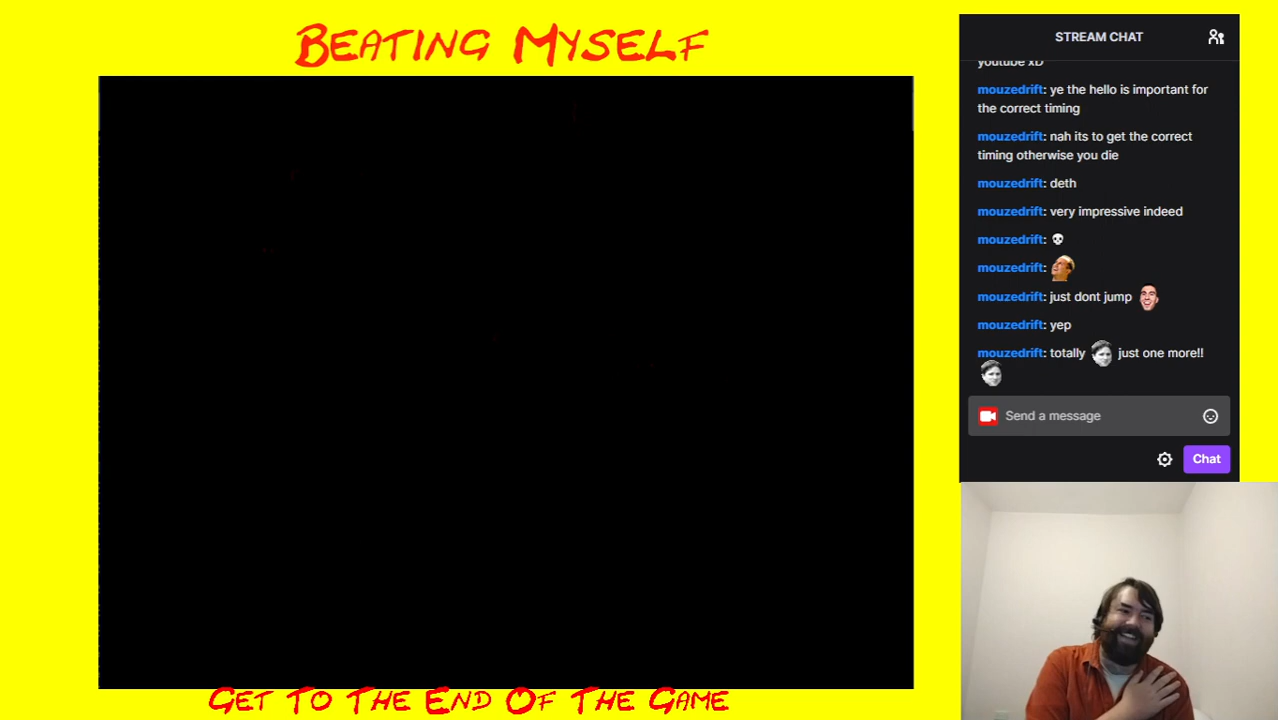 Beating Myself
STREAM CHAT
youtube xD
mouzedrift: ye the hello is important for
the correct timing
mouzedrift: nah its to get the correct
timing otherwise you die
mouzedrift: deth
mouzedrift: very impressive indeed
mouzedrift: 💀
mouzedrift:
mouzedrift: just dont jump
mouzedrift: yep
mouzedrift: totally just one more!!
Send a message
Chat
Get To The End Of The Game